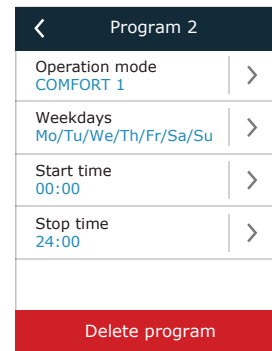 Program 2
Operation mode
COMFORT 1
Weekdays
Mo/Tu/We/Th/Fr/Sa/Su
Start time
00:00
Stop time
24:00
Delete program